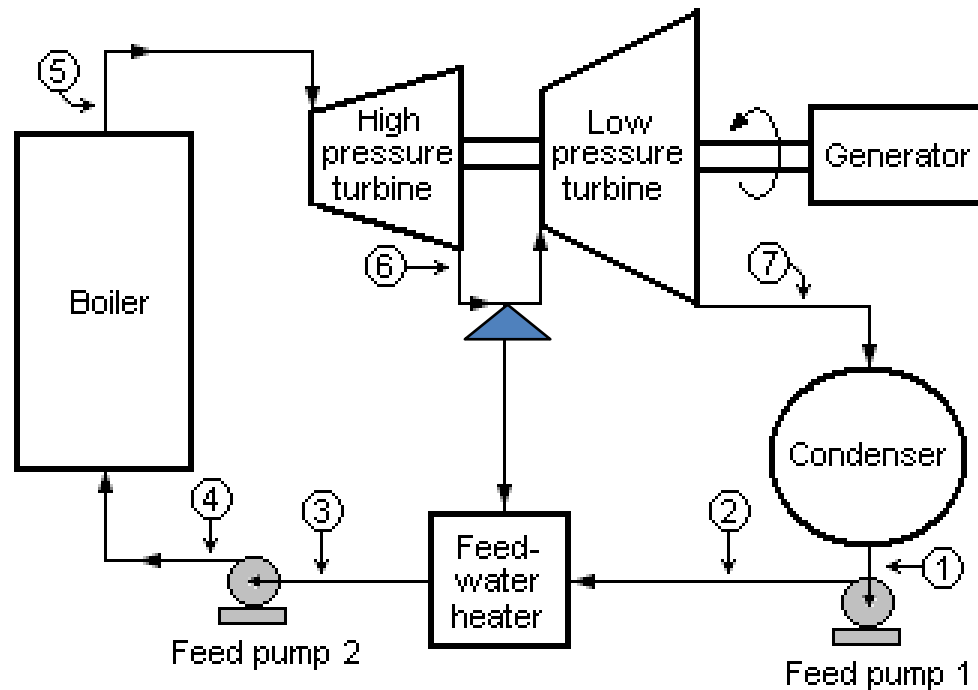 5
High
pressure
turbine
Low
pressure
turbine
Generator
6
7
Boiler
Condenser
4
3
2
1
Feed-
water
heater
Feed pump 2
Feed pump 1